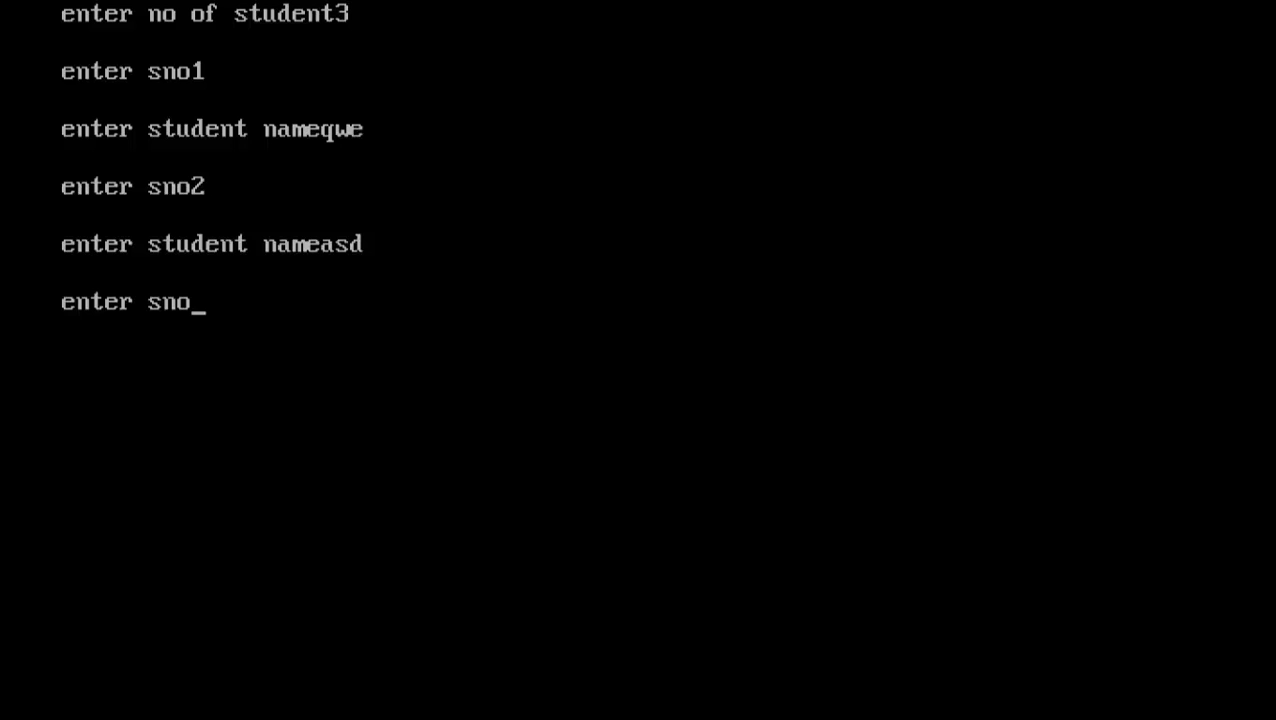 enter no of student3
enter sno1
enter student nameqwe
enter sno2
enter student nameasd
enter sno_